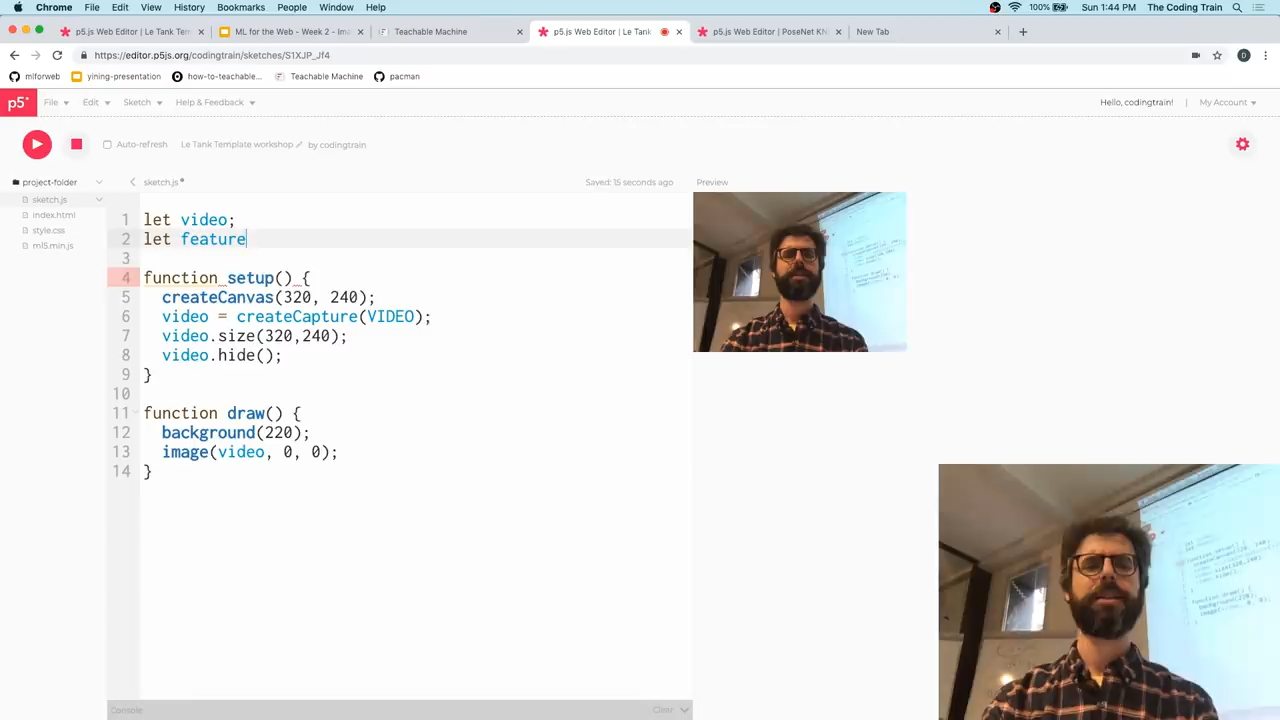 Chrome File Edit View History Bookmarks People Window Help 100% Sun 1:44 PM The Coding Train
p5.js Web Editor | Le Tank Tem × ML for the Web - Week 2 - Ima × Teachable Machine × p5.js Web Editor | Le Tank × p5.js Web Editor | PoseNet KN × New Tab × +
https://editor.p5js.org/codingtrain/sketches/S1XJP_Jf4 D
mlforweb yining-presentation how-to-teachable... Teachable Machine pacman
p5* File Edit Sketch Help & Feedback Hello, codingtrain! | My Account
Auto-refresh Le Tank Template workshop by codingtrain
project-folder sketch.js Saved: 15 seconds ago Preview
sketch.js
index.html
style.css
ml5.min.js
1 let video;
2 let feature
3
4 function setup() {
5 createCanvas(320, 240);
6 video = createCapture(VIDEO);
7 video.size(320,240);
8 video.hide();
9 }
10
11 function draw() {
12 background(220);
13 image(video, 0, 0);
14 }
Console Clear